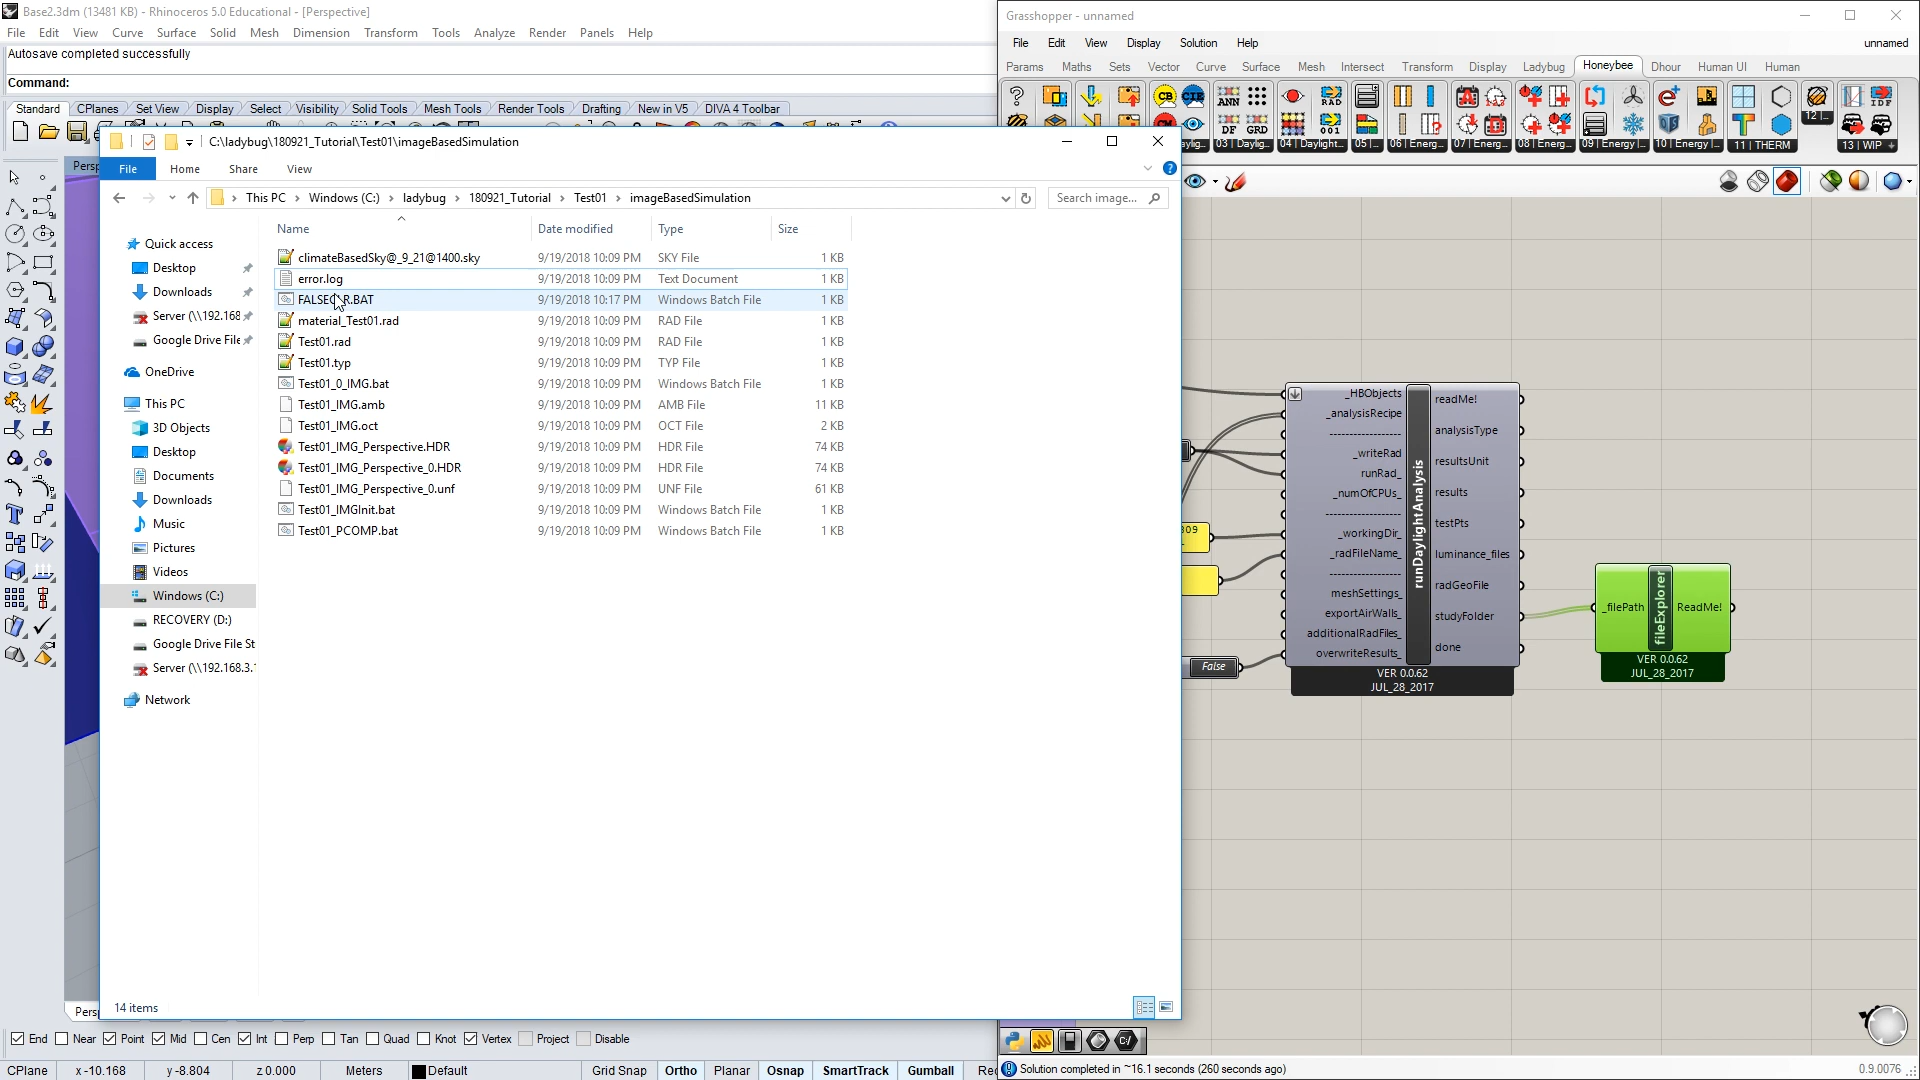 Base2.3dm (13481 KB) - Rhinoceros 5.0 Educational - [Perspective]
File Edit View Curve Surface Solid Mesh Dimension Transform Tools Analyze Render Panels Help
Autosave completed successfully
Command:
Standard CPlanes Set View Display Select Visibility Solid Tools Mesh Tools Render Tools Drafting New in V5 DIVA 4 Toolbar
Grasshopper - unnamed
File Edit View Display Solution Help unnamed
Params Maths Sets Vector Curve Surface Mesh Intersect Transform Display Ladybug Honeybee Dhour Human UI Human
03 | Daylig... 04 | Daylight... 05 |... 06 | Energ... 07 | Energ... 08 | Energ... 09 | Energy |... 10 | Energy |... 11 | THERM 12 |... 13 | WIP
C:\ladybug\180921_Tutorial\Test01\imageBasedSimulation
File Home Share View
This PC › Windows (C:) › ladybug › 180921_Tutorial › Test01 › imageBasedSimulation
Search image...
Name Date modified Type Size
climateBasedSky@_9_21@1400.sky 9/19/2018 10:09 PM SKY File 1 KB
error.log 9/19/2018 10:09 PM Text Document 1 KB
9/19/2018 10:17 PM Windows Batch File 1 KB
material_Test01.rad 9/19/2018 10:09 PM RAD File 1 KB
Test01.rad 9/19/2018 10:09 PM RAD File 1 KB
Test01.typ 9/19/2018 10:09 PM TYP File 1 KB
Test01_0_IMG.bat 9/19/2018 10:09 PM Windows Batch File 1 KB
Test01_IMG.amb 9/19/2018 10:09 PM AMB File 11 KB
Test01_IMG.oct 9/19/2018 10:09 PM OCT File 2 KB
Test01_IMG_Perspective.HDR 9/19/2018 10:09 PM HDR File 74 KB
Test01_IMG_Perspective_0.HDR 9/19/2018 10:09 PM HDR File 74 KB
Test01_IMG_Perspective_0.unf 9/19/2018 10:09 PM UNF File 61 KB
Test01_IMGInit.bat 9/19/2018 10:09 PM Windows Batch File 1 KB
Test01_PCOMP.bat 9/19/2018 10:09 PM Windows Batch File 1 KB
Quick access
Desktop
Downloads
Server (\\192.168
Google Drive File
OneDrive
This PC
3D Objects
Desktop
Documents
Downloads
Music
Pictures
Videos
Windows (C:)
RECOVERY (D:)
Google Drive File St
Server (\\192.168.3.
Network
14 items
_HBObjects
_analysisRecipe
_writeRad
runRad_
_numOfCPUs_
_workingDir_
_radFileName_
meshSettings_
exportAirWalls_
additionalRadFiles_
overwriteResults_
runDaylightAnalysis
readMe!
analysisType
resultsUnit
results
testPts
luminance_files
radGeoFile
studyFolder
done
VER 0.0.62
JUL_28_2017
False
_filePath
fileExplorer
ReadMe!
VER 0.0.62
JUL_28_2017
End Near Point Mid Cen Int Perp Tan Quad Knot Vertex Project Disable
CPlane x -10.168 y -8.804 z 0.000 Meters Default Grid Snap Ortho Planar Osnap SmartTrack Gumball
Solution completed in ~16.1 seconds (260 seconds ago)
0.9.0076